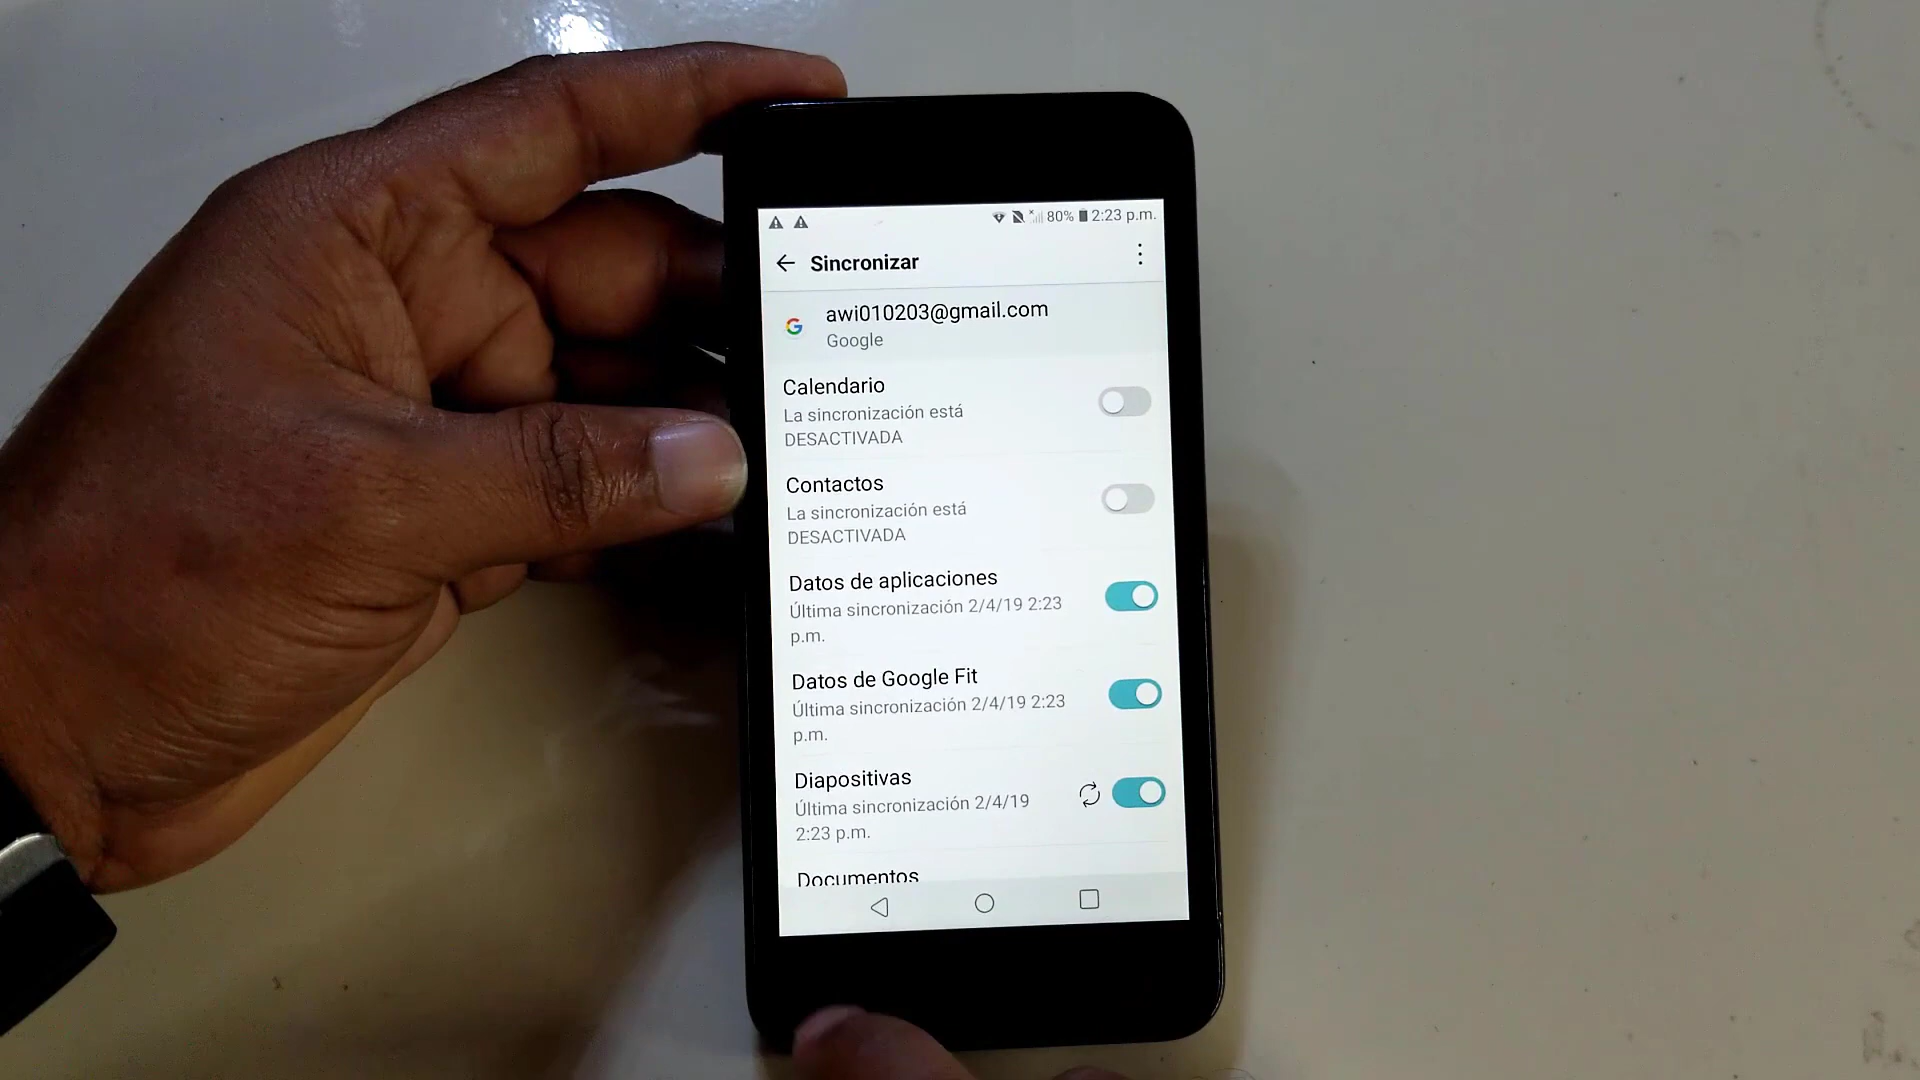 80% 2:23 p.m.
Sincronizar
awi010203@gmail.com
Google
Calendario
La sincronización está
DESACTIVADA
Contactos
La sincronización está
DESACTIVADA
Datos de aplicaciones
Última sincronización 2/4/19 2:23
p.m.
Datos de Google Fit
Última sincronización 2/4/19 2:23
p.m.
Diapositivas
Última sincronización 2/4/19
2:23 p.m.
Documentos